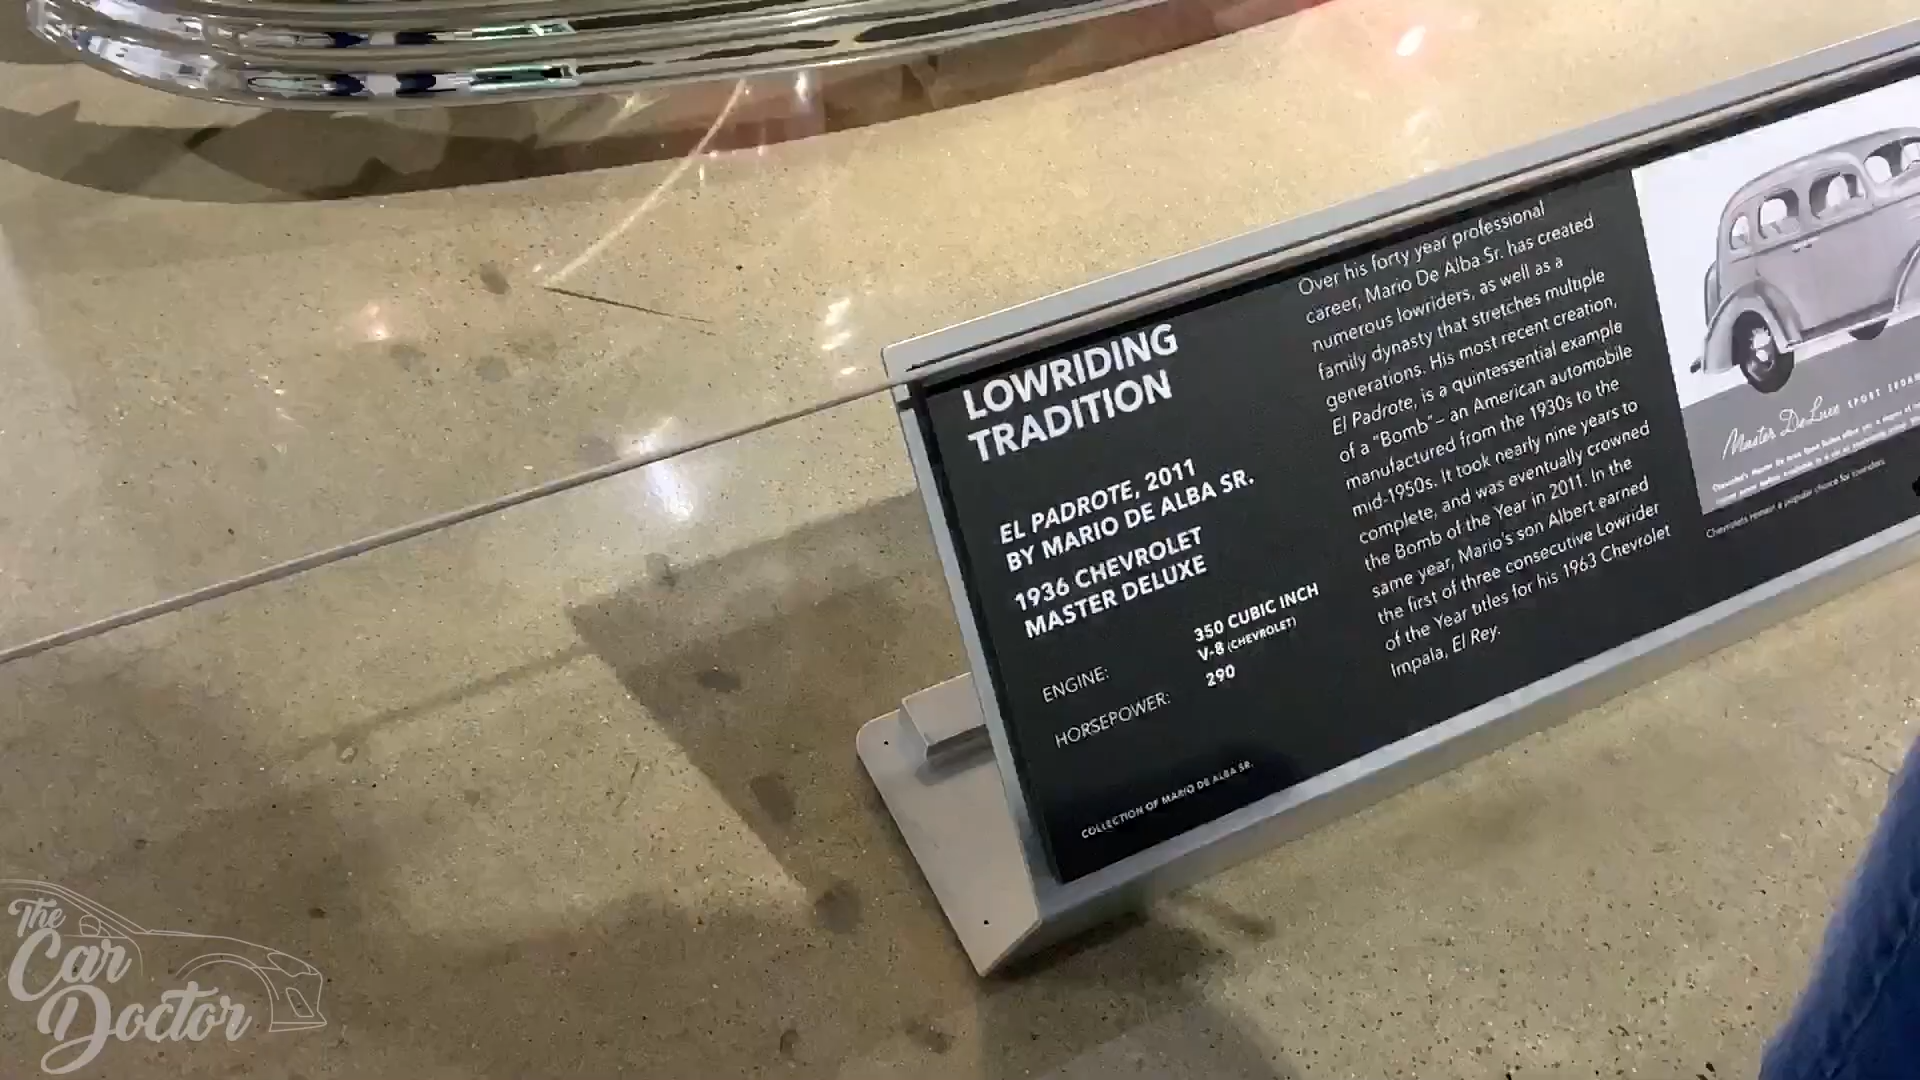 LOWRIDING
TRADITION
EL PADROTE, 2011
BY MARIO DE ALBA SR.
1936 CHEVROLET
MASTER DELUXE
ENGINE:
350 CUBIC INCH
V-8 (CHEVROLET)
HORSEPOWER:
290
COLLECTION OF MARIO DE ALBA SR.
Over his forty year professional
career, Mario De Alba Sr. has created
numerous lowriders, as well as a
family dynasty that stretches multiple
generations. His most recent creation,
El Padrote, is a quintessential example
of a "Bomb" – an American automobile
manufactured from the 1930s to the
mid-1950s. It took nearly nine years to
complete, and was eventually crowned
the Bomb of the Year in 2011. In the
same year, Mario's son Albert earned
the first of three consecutive Lowrider
of the Year titles for his 1963 Chevrolet
Impala, El Rey.
Master De Luxe SPORT SEDAN
Chevrolets remain a popular choice for lowriders
The
Car
Doctor